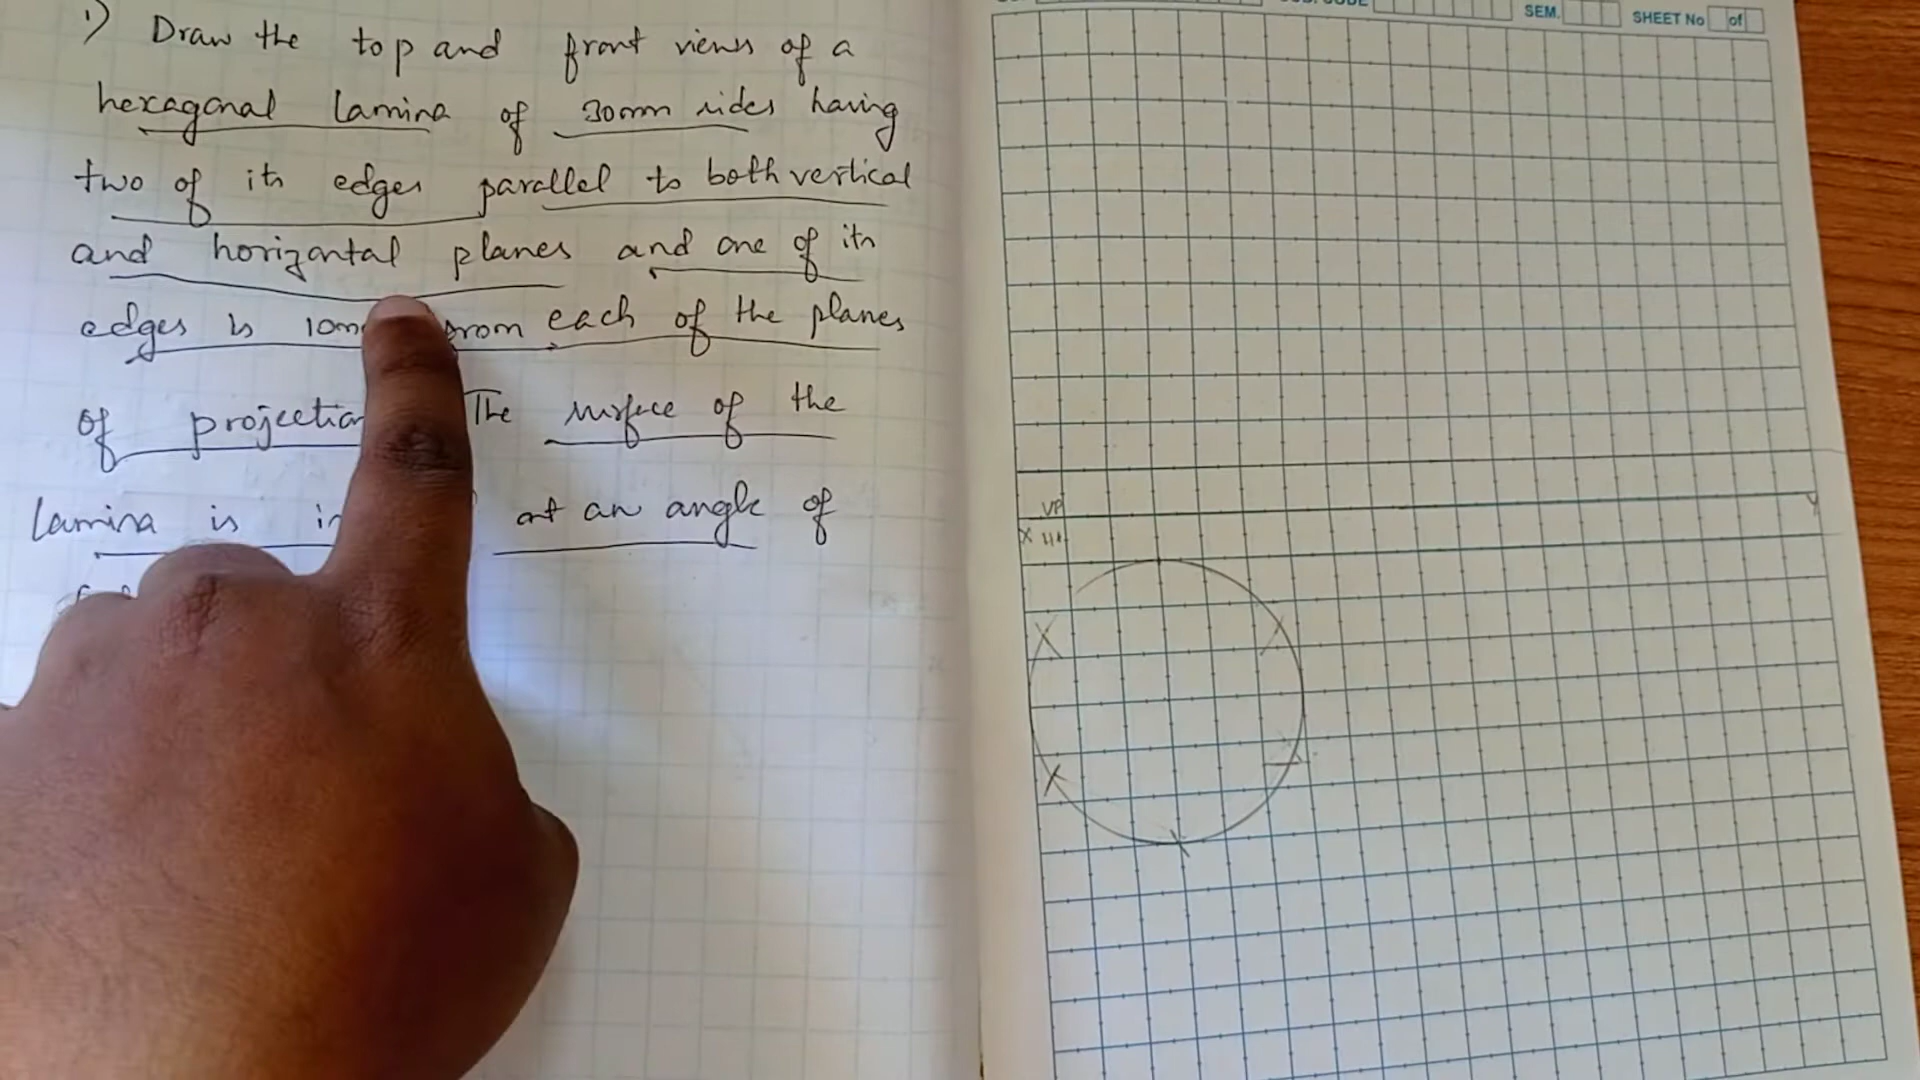 1) Draw the top and front views of a
hexagonal lamina of 30mm sides having
two of its edges parallel to both vertical
and horizontal planes and one of its
edges is from each of the planes
of The surface of the
lamina is at an angle of
SEM. SHEET No of
VP
X
Y